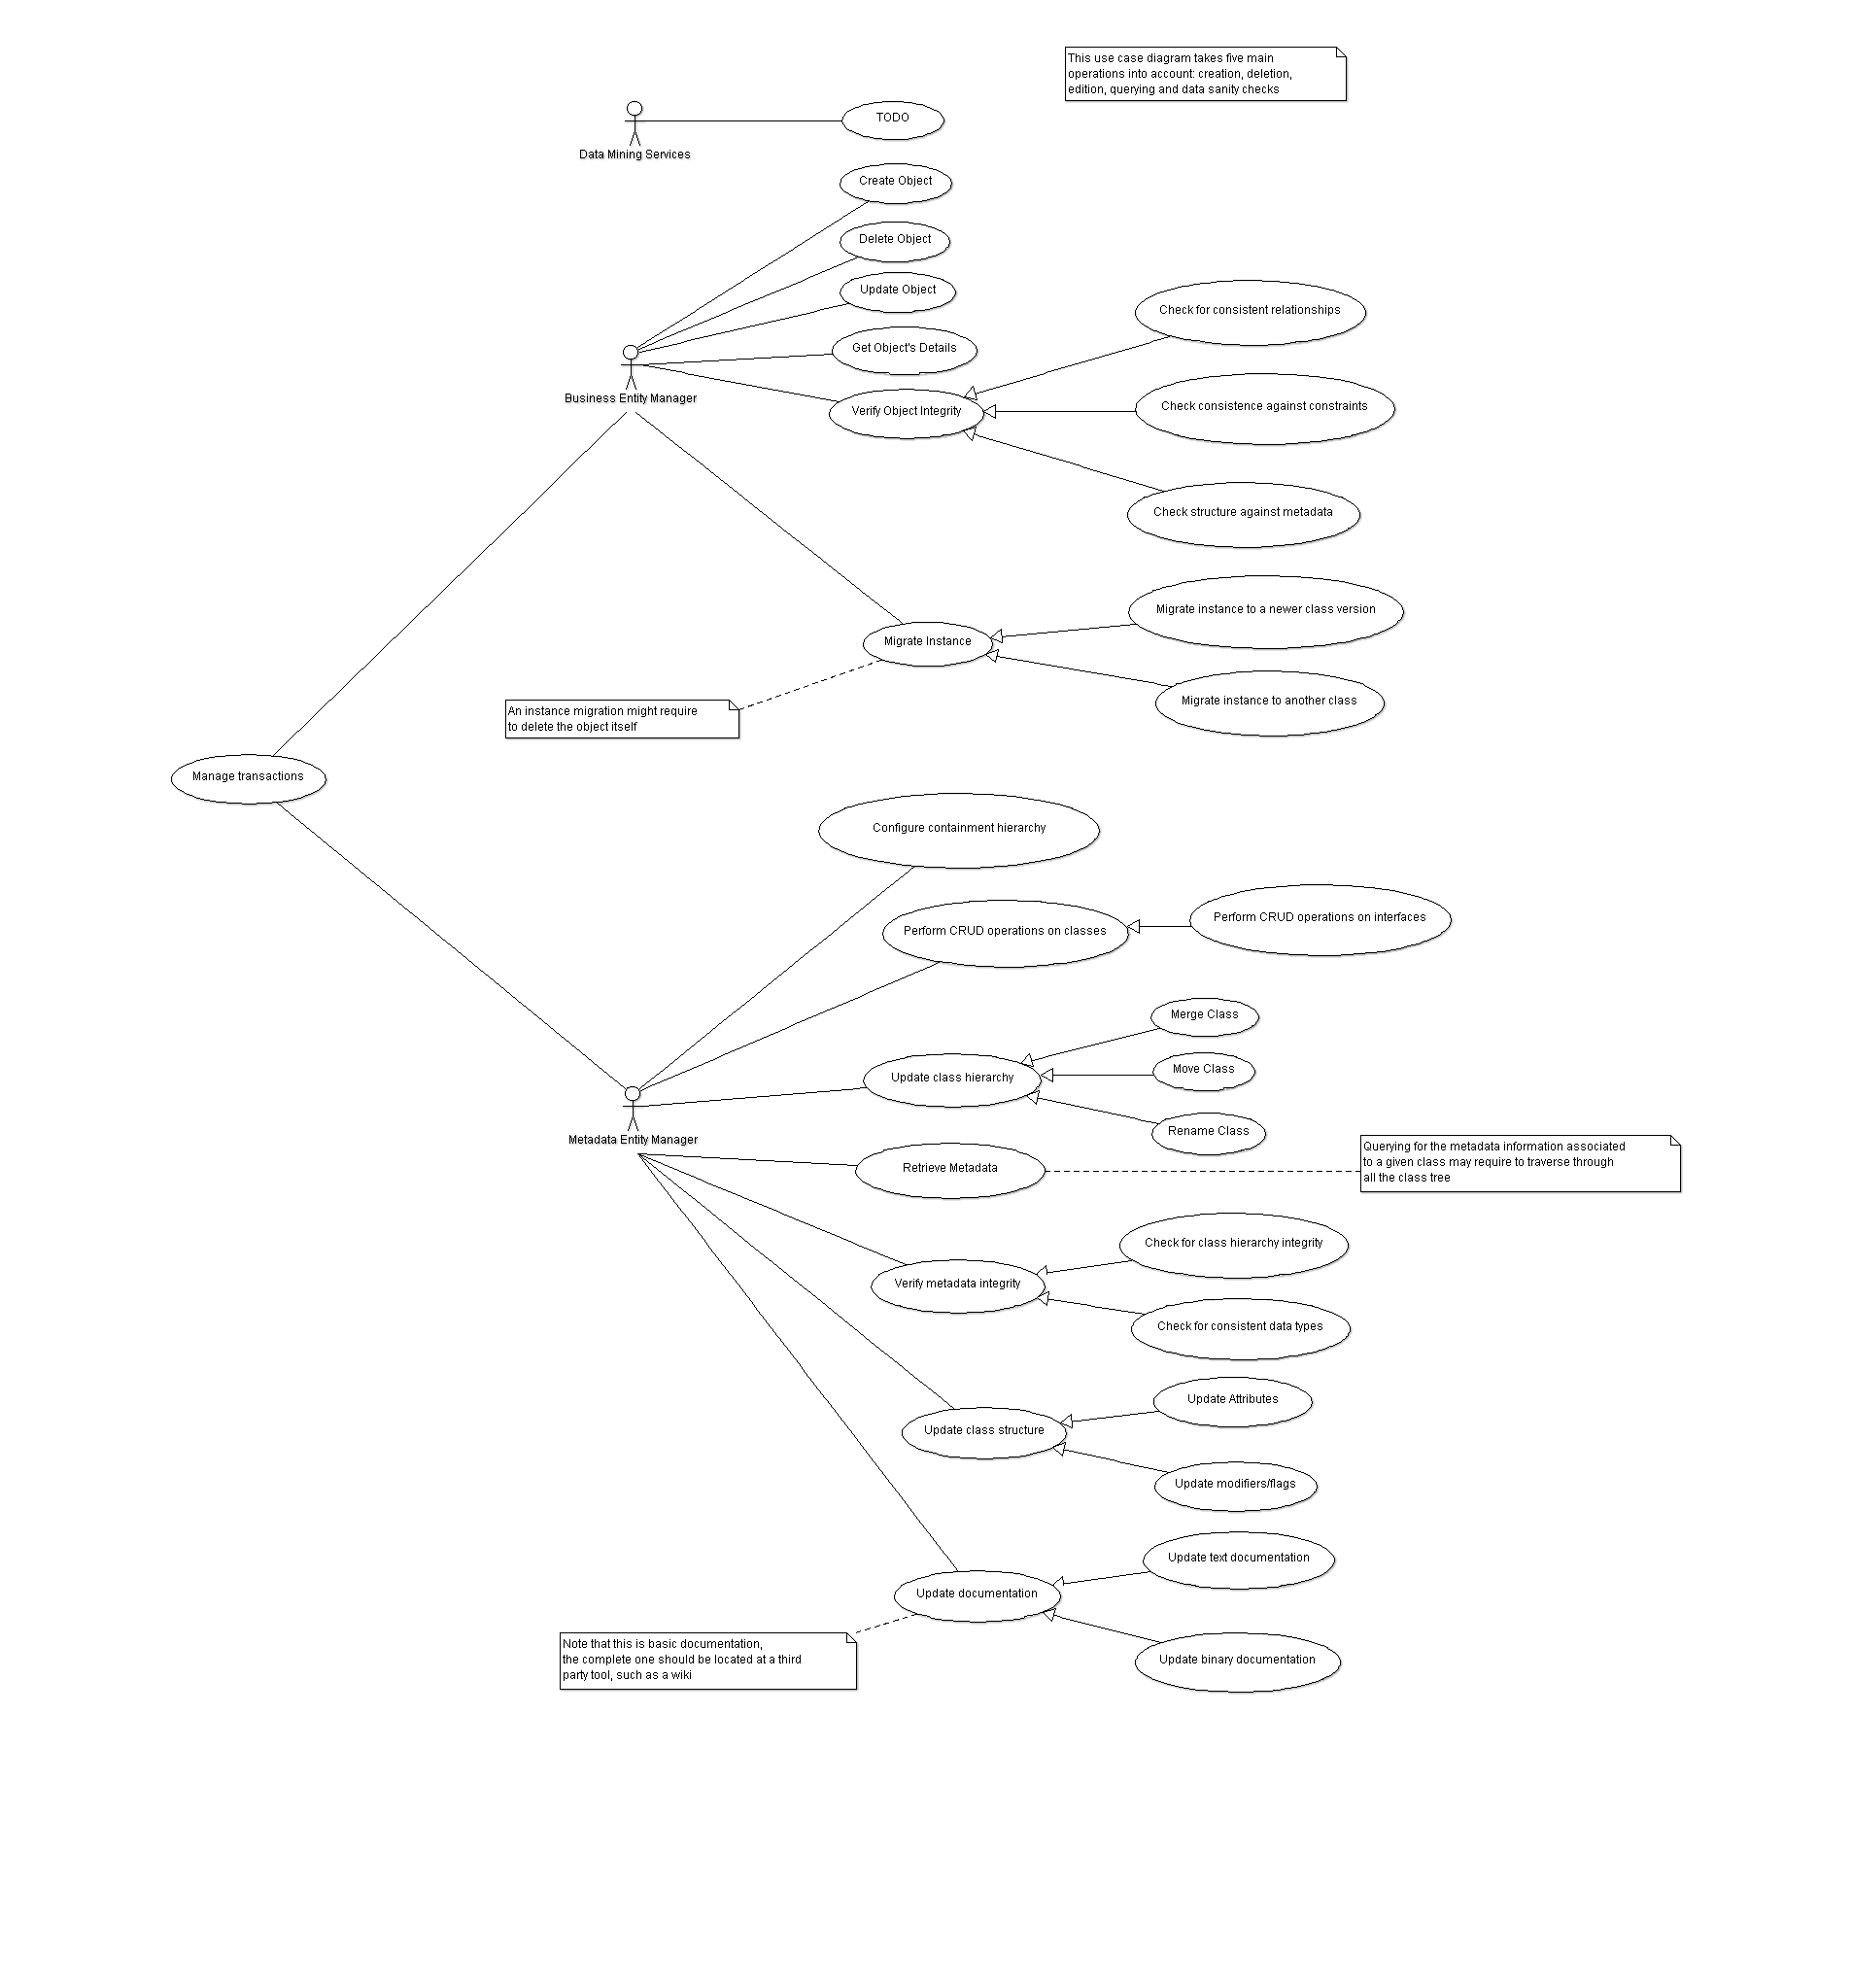 This use case diagram takes five main
operations into account: creation, deletion,
edition, querying and data sanity checks
TODO
Data Mining Services
Create Object
Delete Object
Update Object
Check for consistent relationships
Get Object's Details
Business Entity Manager
Verify Object Integrity
Check consistence against constraints
Check structure against metadata
Migrate instance to a newer class version
Migrate Instance
Migrate instance to another class
An instance migration might require
to delete the object itself
Manage transactions
Configure containment hierarchy
Perform CRUD operations on interfaces
Perform CRUD operations on classes
Merge Class
Move Class
Update class hierarchy
Rename Class
Metadata Entity Manager
Querying for the metadata information associated
to a given class may require to traverse through
all the class tree
Retrieve Metadata
Check for class hierarchy integrity
Verify metadata integrity
Check for consistent data types
Update Attributes
Update class structure
Update modifiers/flags
Update text documentation
Update documentation
Note that this is basic documentation,
the complete one should be located at a third
party tool, such as a wiki
Update binary documentation